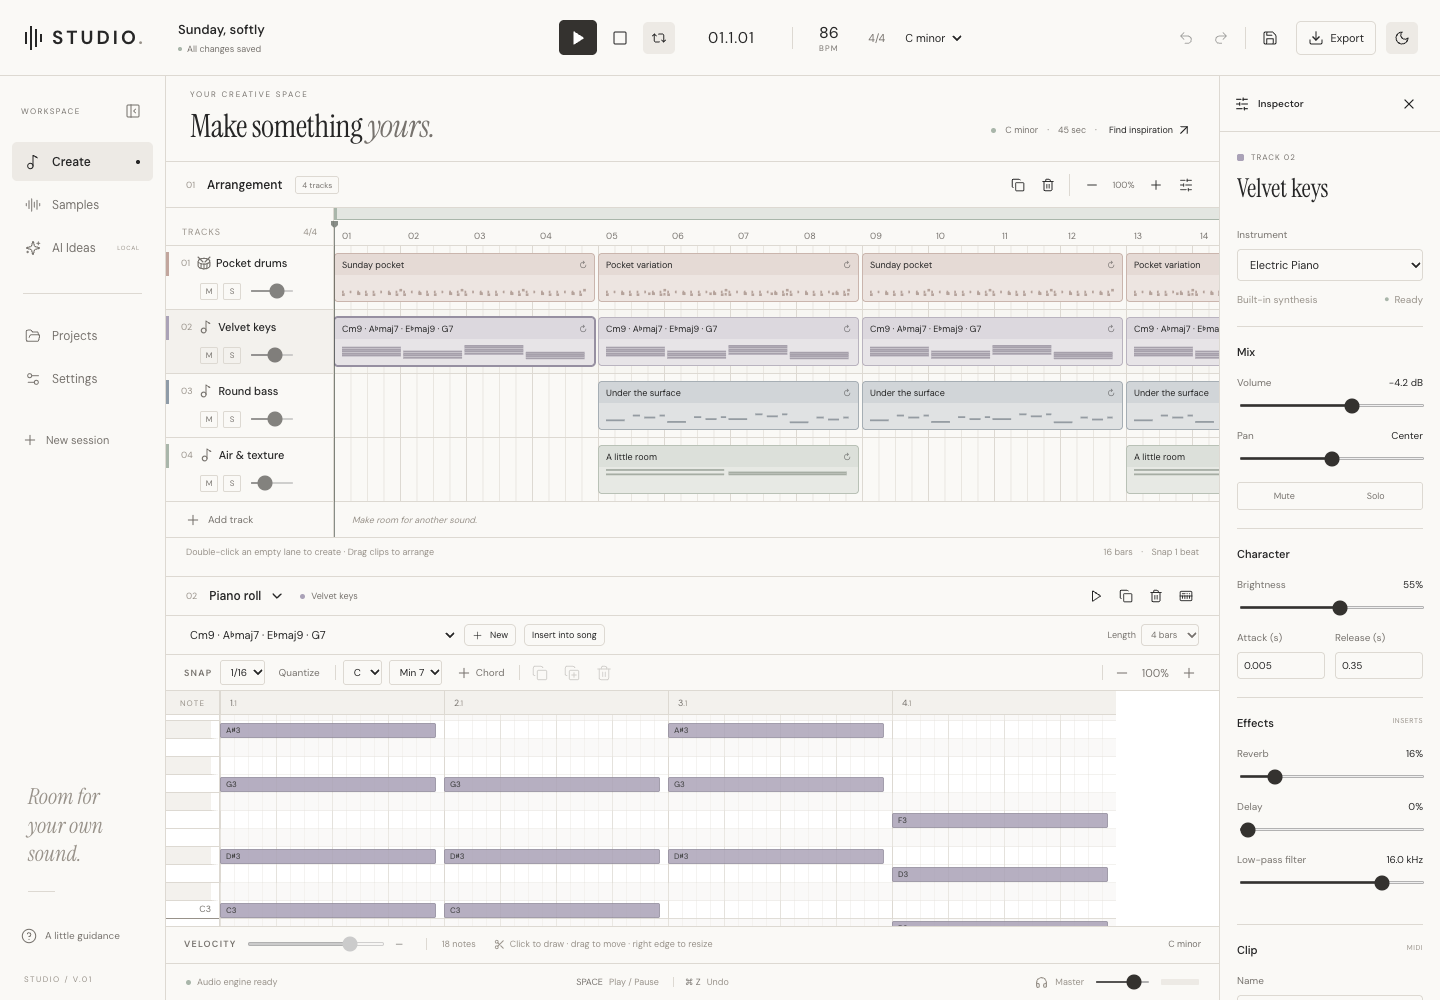 STUDIO.
Sunday, softly
All changes saved
01.1.01
86
BPM
4/4
C minor
Export
WORKSPACE
Create
Samples
AI Ideas
LOCAL
Projects
Settings
New session
Room for
your own
sound.
A little guidance
STUDIO / V.01
YOUR CREATIVE SPACE
Make something yours.
C minor · 45 sec ·
Find inspiration
01 Arrangement 4 tracks
100%
TRACKS 4/4
01 02 03 04 05 06 07 08 09 10 11 12 13 14
01 Pocket drums
M S
Sunday pocket
Pocket variation
Sunday pocket
Pocket variation
02 Velvet keys
M S
Cm9 · A♭maj7 · E♭maj9 · G7
Cm9 · A♭maj7 · E♭maj9 · G7
Cm9 · A♭maj7 · E♭maj9 · G7
Cm9 · A♭maj7 · E♭ma
03 Round bass
M S
Under the surface
Under the surface
Under the surface
04 Air & texture
M S
A little room
A little room
Add track
Make room for another sound.
Double-click an empty lane to create · Drag clips to arrange
16 bars · Snap 1 beat
02 Piano roll
Velvet keys
Cm9 · A♭maj7 · E♭maj9 · G7
New
Insert into song
Length 4 bars
SNAP 1/16 Quantize C Min 7 Chord
100%
NOTE 1.1 2.1 3.1 4.1
A#3 A#3
G3 G3 G3
F3
D#3 D#3 D#3
D3
C3 C3 C3
VELOCITY – 18 notes
Click to draw · drag to move · right edge to resize
C minor
Audio engine ready
SPACE Play / Pause
⌘ Z Undo
Master
Inspector
TRACK 02
Velvet keys
Instrument
Electric Piano
Built-in synthesis
Ready
Mix
Volume −4.2 dB
Pan Center
Mute Solo
Character
Brightness 55%
Attack (s) Release (s)
0.005 0.35
Effects INSERTS
Reverb 16%
Delay 0%
Low-pass filter 16.0 kHz
Clip MIDI
Name